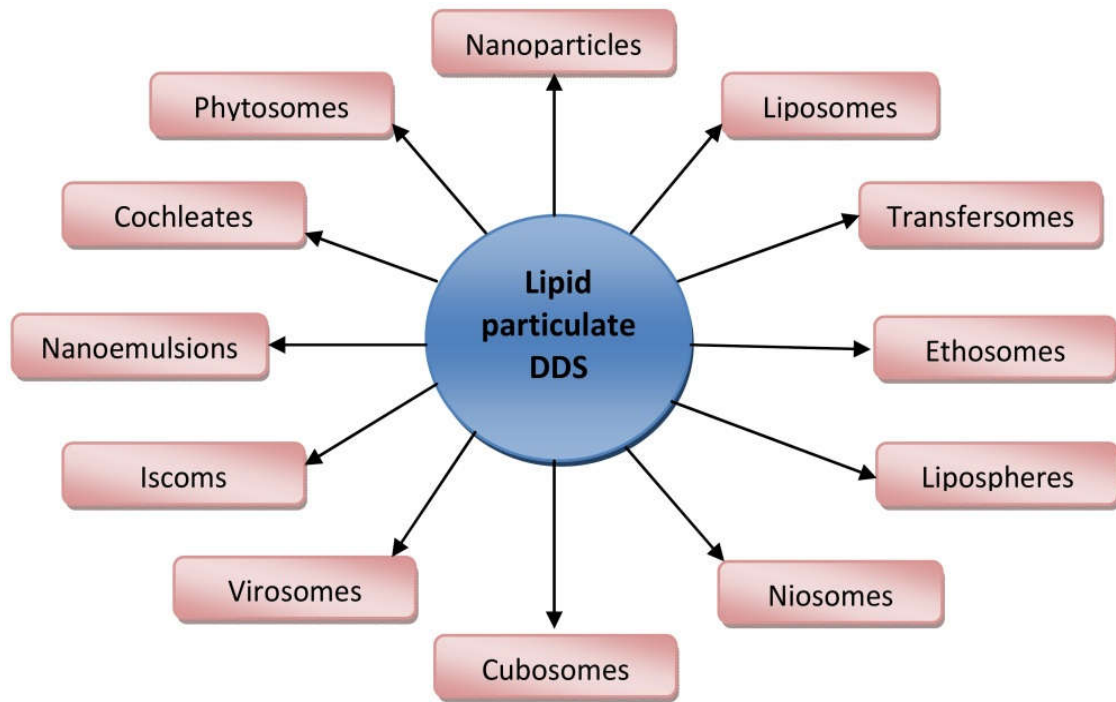 Nanoparticles
Phytosomes
Liposomes
Cochleates
Transfersomes
Lipid
particulate
DDS
Nanoemulsions
Ethosomes
Iscoms
Lipospheres
Virosomes
Niosomes
Cubosomes